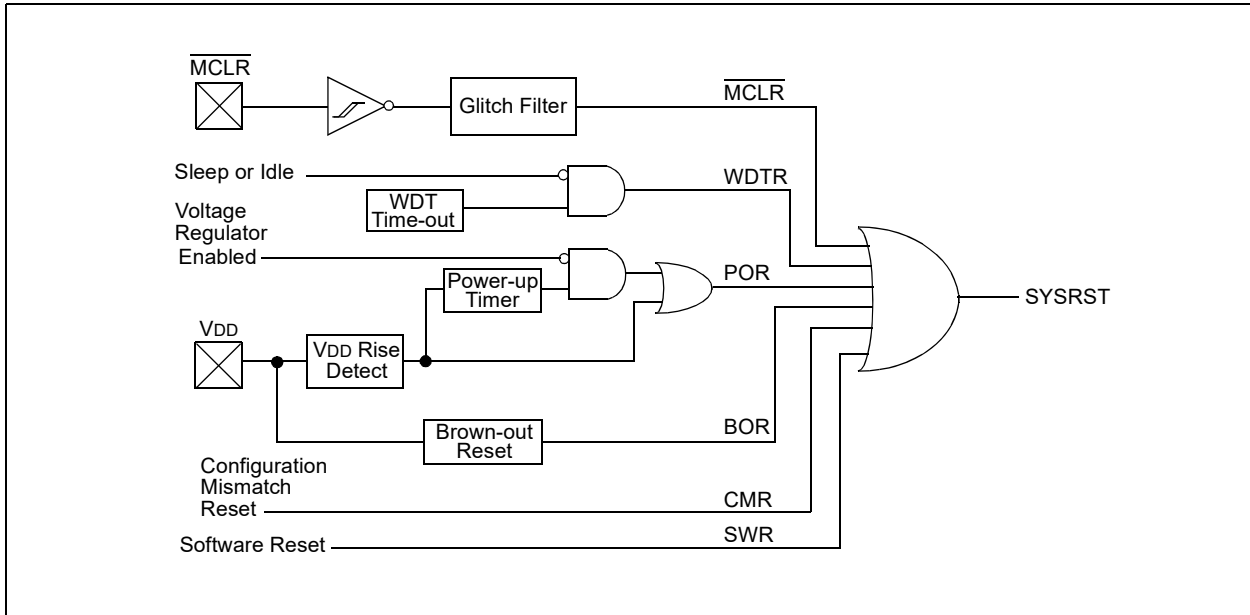 MCLR
Glitch Filter
MCLR
Sleep or Idle
WDT
Time-out
WDTR
Voltage
Regulator
Enabled
Power-up
Timer
POR
SYSRST
VDD
VDD Rise
Detect
Brown-out
Reset
BOR
Configuration
Mismatch
Reset
CMR
Software Reset
SWR